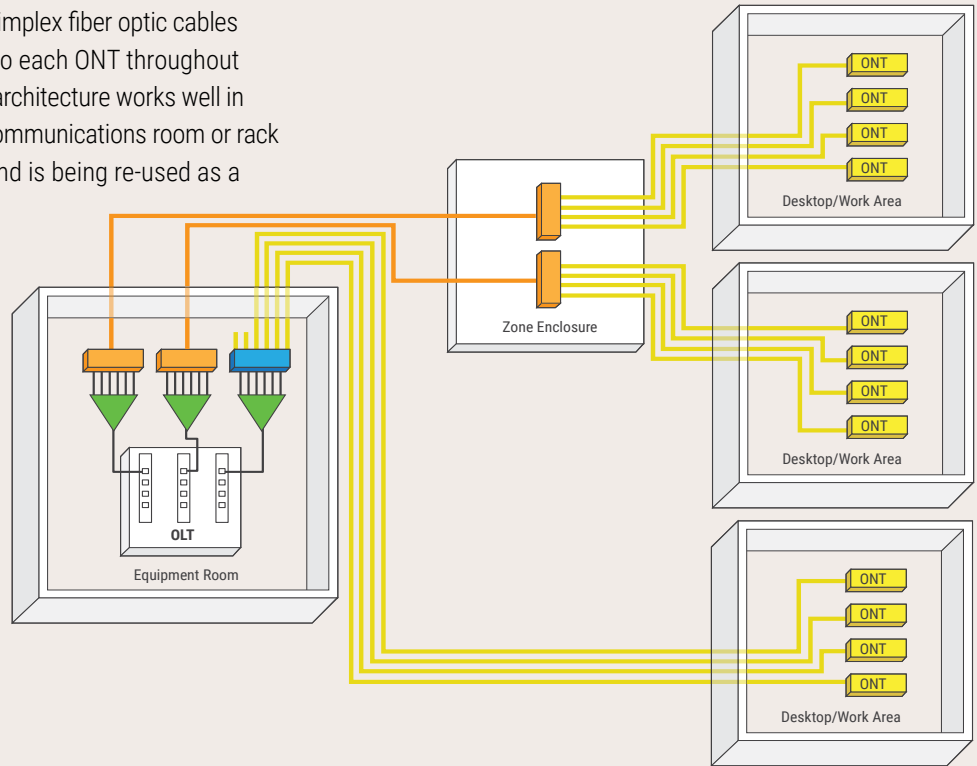 implex fiber optic cables
o each ONT throughout
architecture works well in
ommunications room or rack
nd is being re-used as a
ONT
ONT
ONT
ONT
Desktop/Work Area
Zone Enclosure
ONT
ONT
ONT
ONT
Desktop/Work Area
OLT
Equipment Room
ONT
ONT
ONT
ONT
Desktop/Work Area